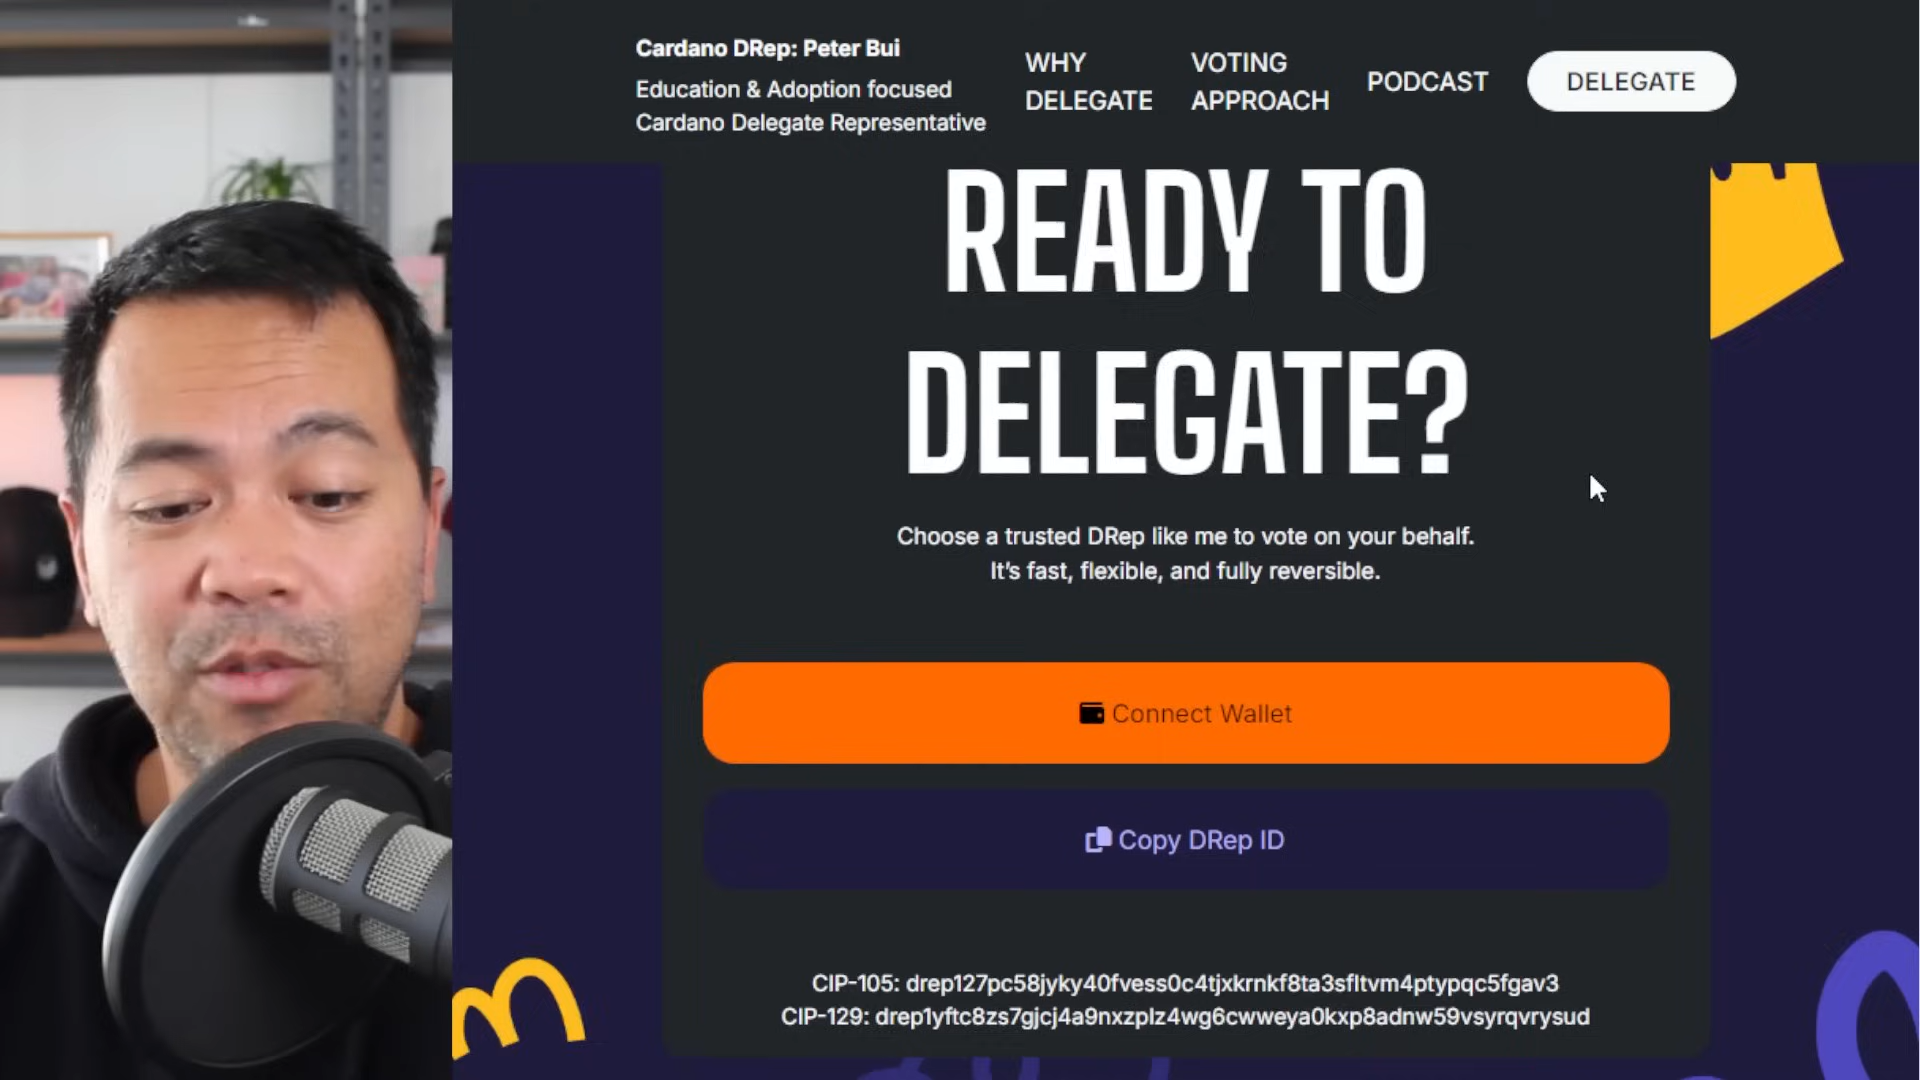 Cardano DRep: Peter Bui
Education & Adoption focused
Cardano Delegate Representative
WHY
DELEGATE
VOTING
APPROACH
PODCAST
DELEGATE
READY TO
DELEGATE?
Choose a trusted DRep like me to vote on your behalf.
It's fast, flexible, and fully reversible.
Connect Wallet
Copy DRep ID
CIP-105: drep127pc58jyky40fvess0c4tjxkrnkf8ta3sfltvm4ptypqc5fgav3
CIP-129: drep1yftc8zs7gjcj4a9nxzplz4wg6cwweya0kxp8adnw59vsyrqvrysud